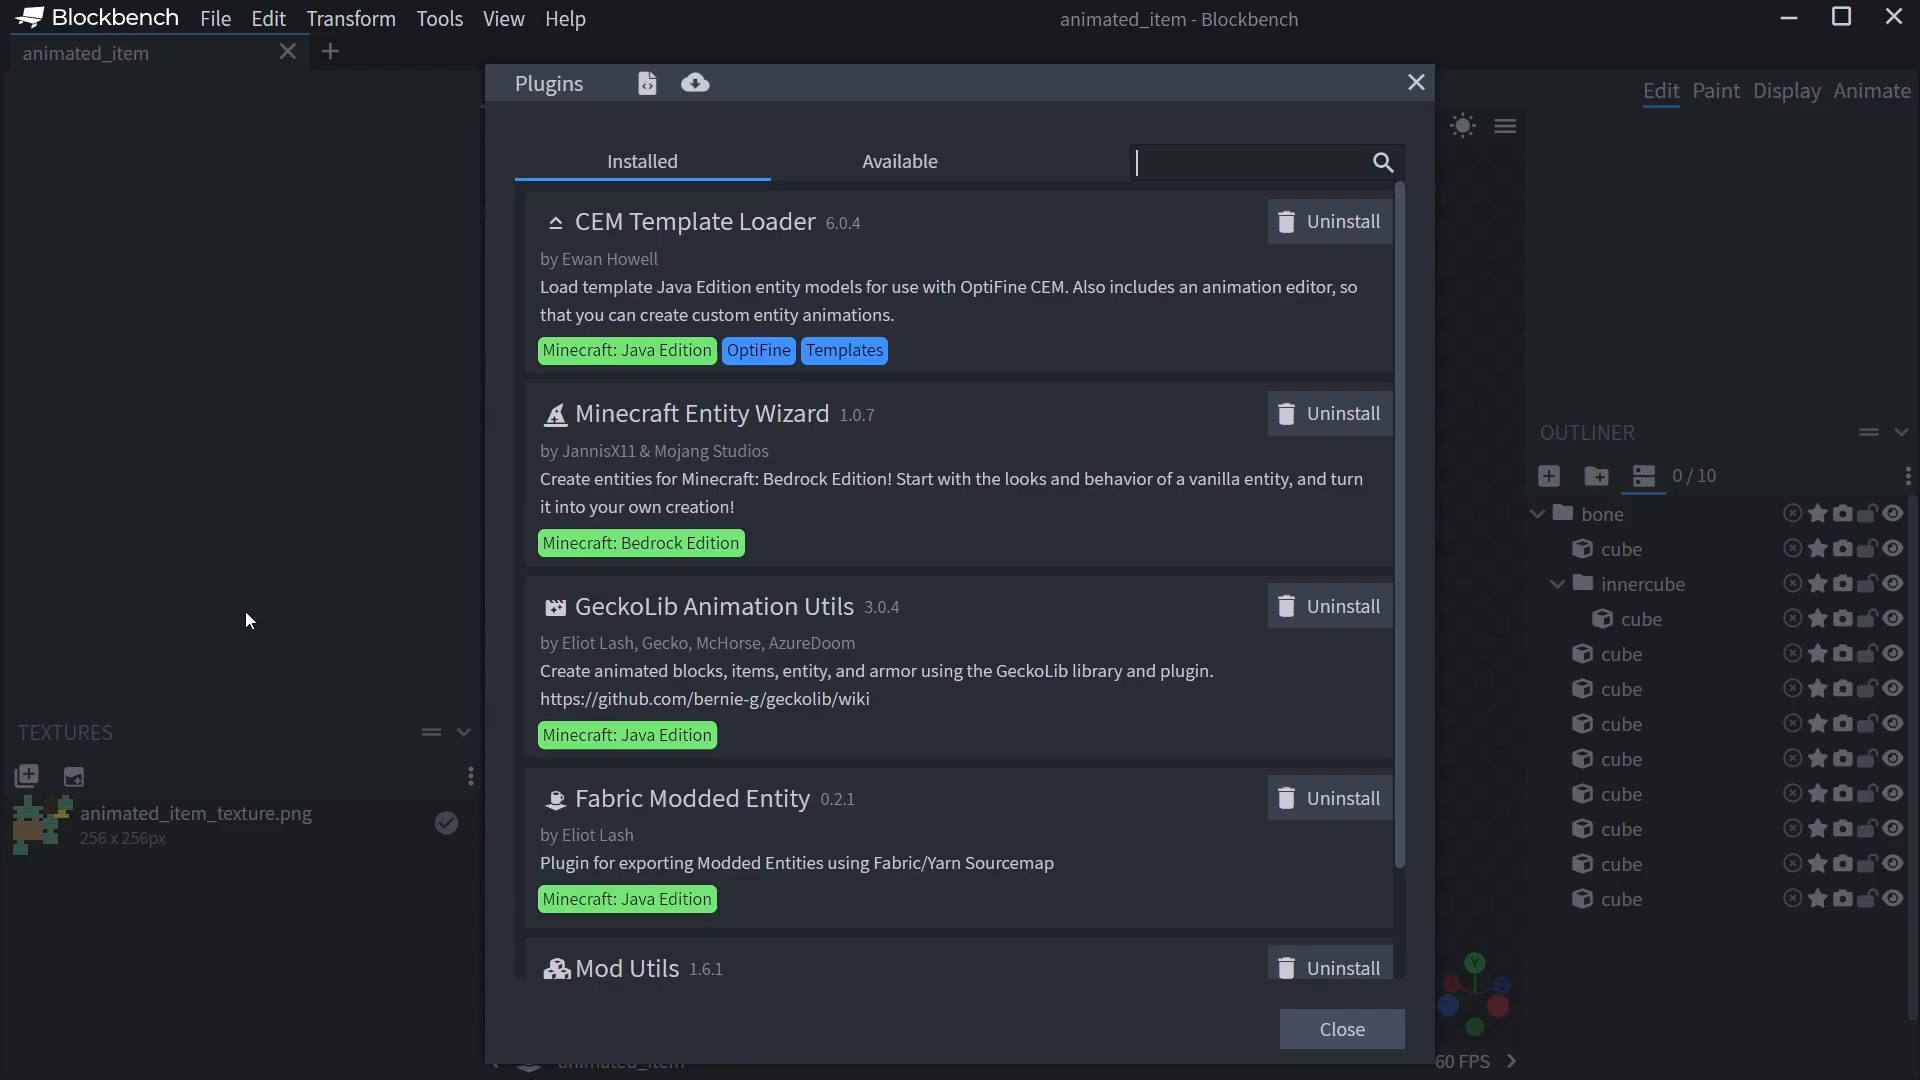 Blockbench File Edit Transform Tools View Help
animated_item - Blockbench
animated_item
Plugins
Edit Paint Display Animate
Installed Available
CEM Template Loader 6.0.4
Uninstall
by Ewan Howell
Load template Java Edition entity models for use with OptiFine CEM. Also includes an animation editor, so
that you can create custom entity animations.
Minecraft: Java Edition OptiFine Templates
Minecraft Entity Wizard 1.0.7
Uninstall
by JannisX11 & Mojang Studios
Create entities for Minecraft: Bedrock Edition! Start with the looks and behavior of a vanilla entity, and turn
it into your own creation!
Minecraft: Bedrock Edition
GeckoLib Animation Utils 3.0.4
Uninstall
by Eliot Lash, Gecko, McHorse, AzureDoom
Create animated blocks, items, entity, and armor using the GeckoLib library and plugin.
https://github.com/bernie-g/geckolib/wiki
Minecraft: Java Edition
Fabric Modded Entity 0.2.1
Uninstall
by Eliot Lash
Plugin for exporting Modded Entities using Fabric/Yarn Sourcemap
Minecraft: Java Edition
Mod Utils 1.6.1
Uninstall
Close
TEXTURES
animated_item_texture.png
256 x 256px
OUTLINER
0 / 10
bone
cube
innercube
cube
cube
cube
cube
cube
cube
cube
cube
cube
Y
animated_item
60 FPS